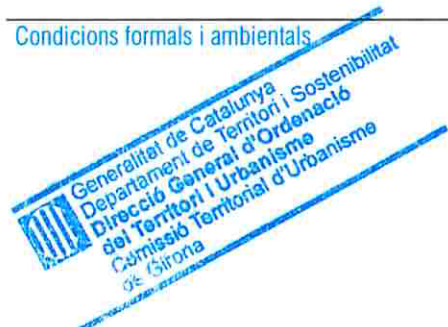 Condicions formals i ambientals
Generalitat de Catalunya
Departament de Territori i Sostenibilitat
Direcció General d'Ordenació
del Territori i Urbanisme
Comissió Territorial d'Urbanisme
de Girona